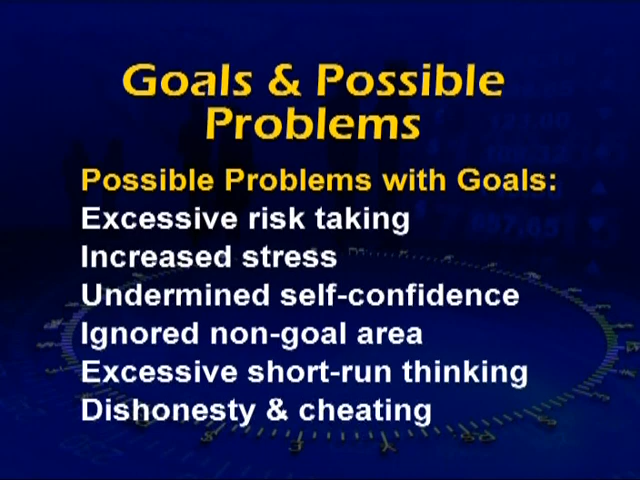 Goals & Possible
Problems
Possible Problems with Goals:
Excessive risk taking
Increased stress
Undermined self-confidence
Ignored non-goal area
Excessive short-run thinking
Dishonesty & cheating